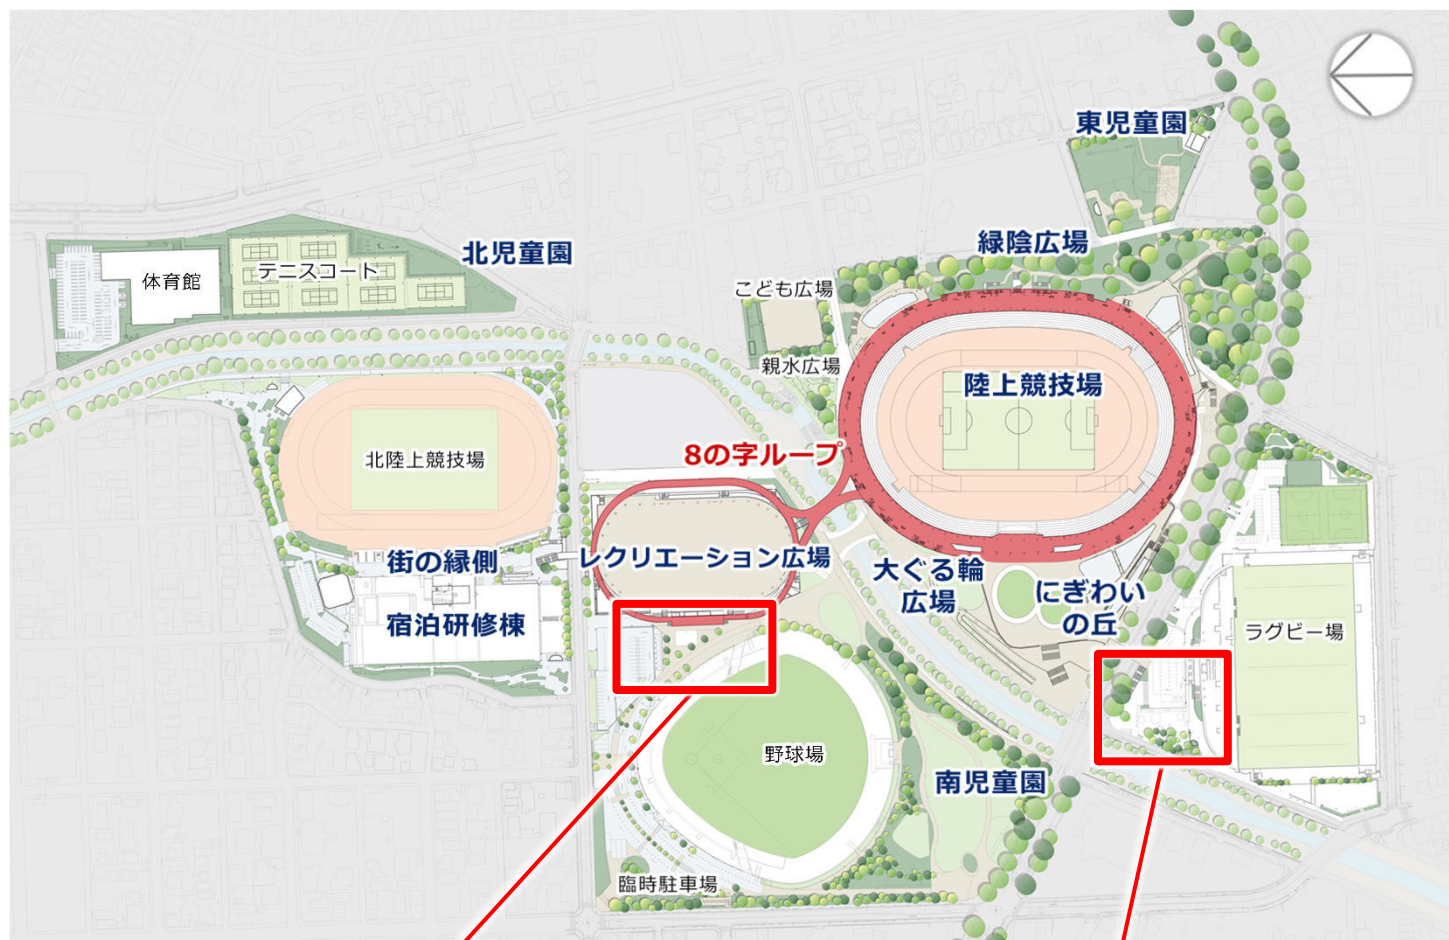 東児童園
緑陰広場
北児童園
体育館
テニスコート
こども広場
親水広場
陸上競技場
8の字ループ
北陸上競技場
街の縁側
レクリエーション広場
大ぐる輪
広場
にぎわい
の丘
宿泊研修棟
ラグビー場
野球場
南児童園
臨時駐車場